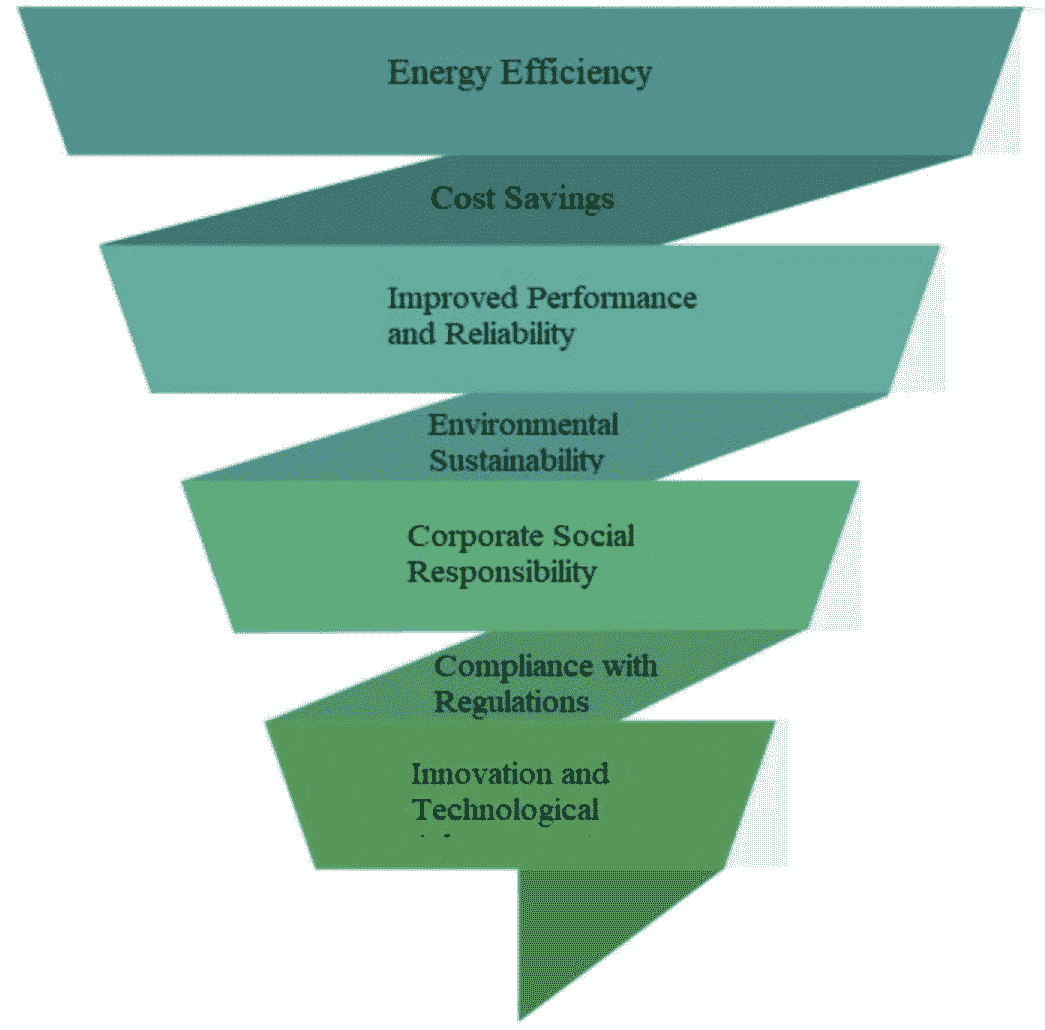 Energy Efficiency
Cost Savings
Improved Performance
and Reliability
Environmental
Sustainability
Corporate Social
Responsibility
Compliance with
Regulations
Innovation and
Technological